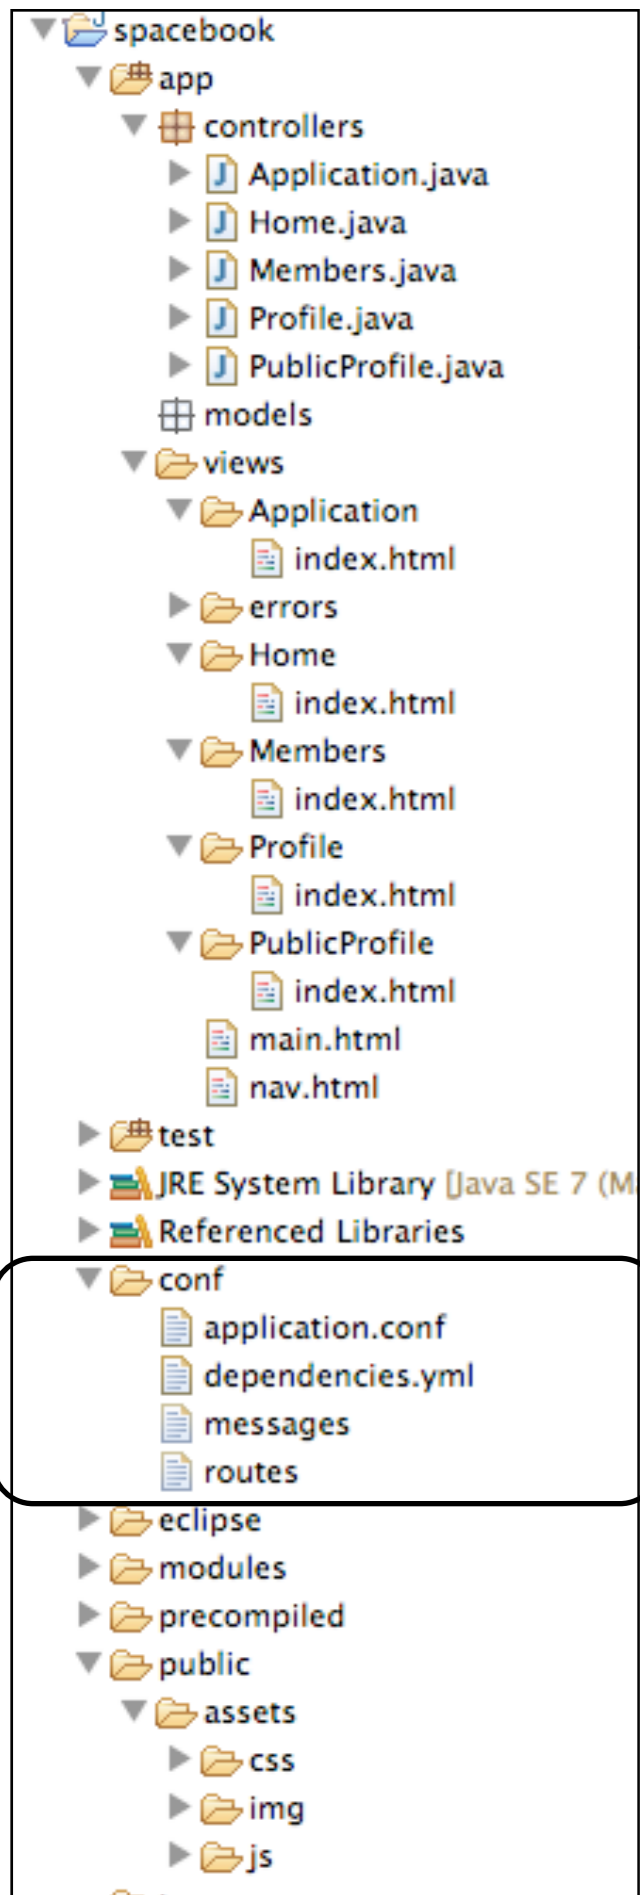 spacebook
app
controllers
Application.java
Home.java
Members.java
Profile.java
PublicProfile.java
models
views
Application
index.html
errors
Home
index.html
Members
index.html
Profile
index.html
PublicProfile
index.html
main.html
nav.html
test
JRE System Library [Java SE 7 (Ma
Referenced Libraries
conf
application.conf
dependencies.yml
messages
routes
eclipse
modules
precompiled
public
assets
css
img
js